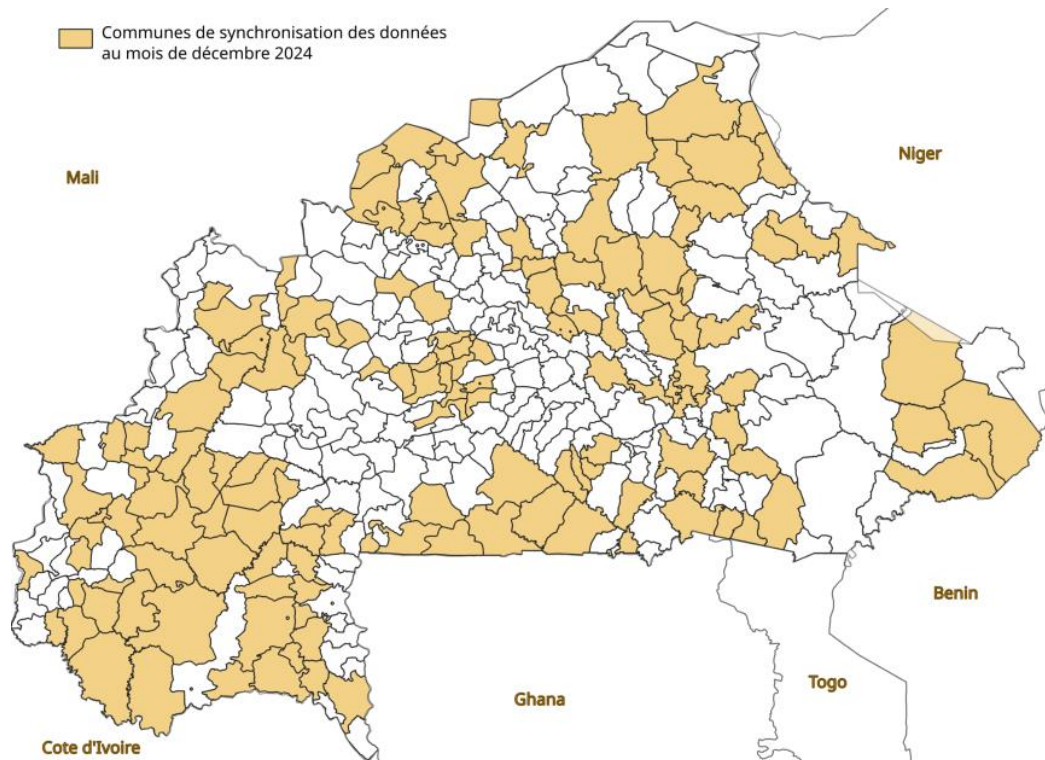 Communes de synchronisation des données
au mois de décembre 2024
Mali
Niger
Benin
Togo
Ghana
Cote d'Ivoire